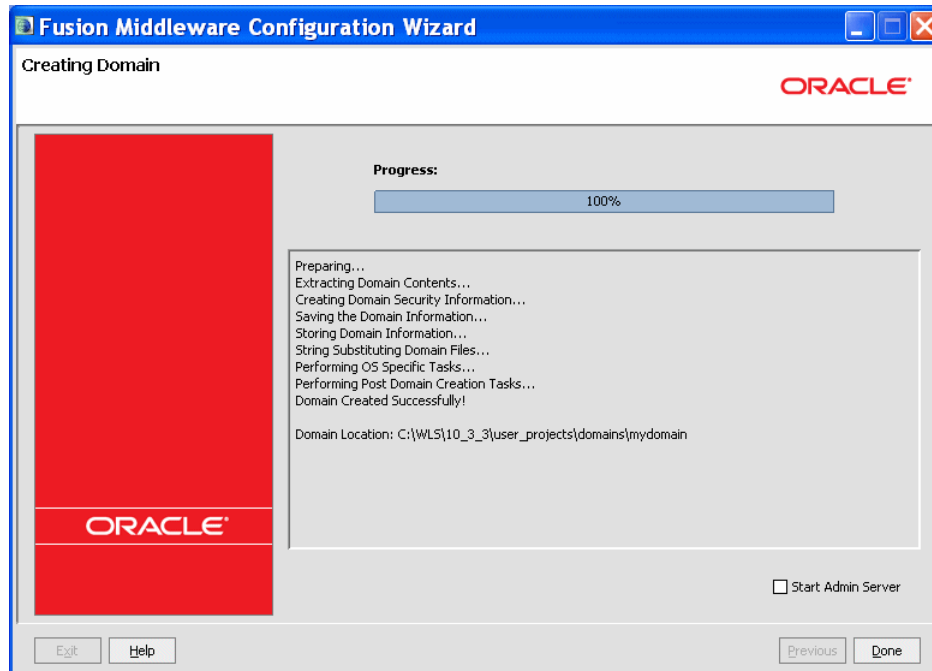 Fusion Middleware Configuration Wizard
Creating Domain
ORACLE
Progress:
100%
Preparing...
Extracting Domain Contents...
Creating Domain Security Information...
Saving the Domain Information...
Storing Domain Information...
String Substituting Domain Files...
Performing OS Specific Tasks...
Performing Post Domain Creation Tasks...
Domain Created Successfully!
Domain Location: C:\WLS\10_3_3\user_projects\domains\mydomain
ORACLE
Start Admin Server
Exit Help Previous Done